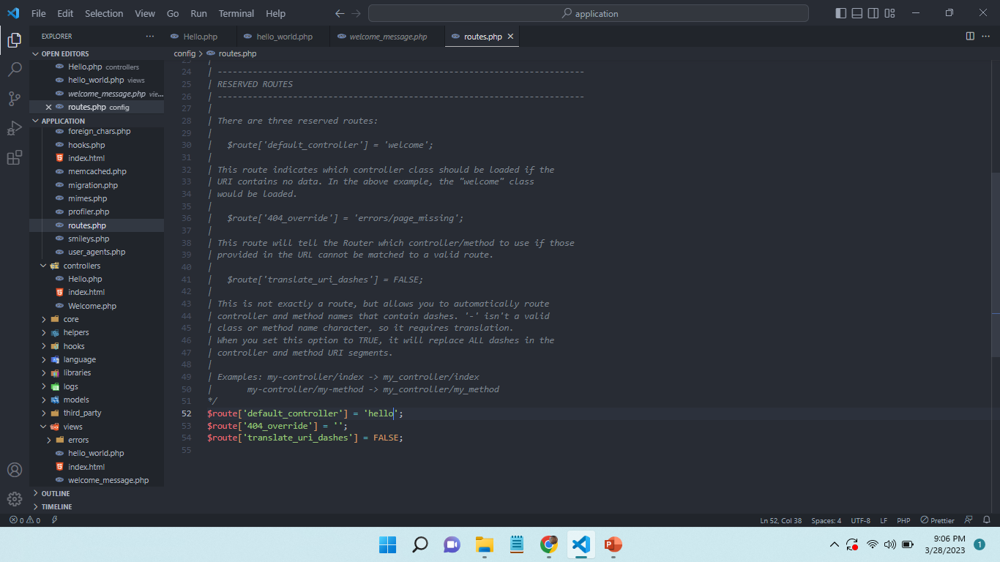 File Edit Selection View Go Run Terminal Help
application
EXPLORER
Hello.php
hello_world.php
welcome_message.php
routes.php
OPEN EDITORS
Hello.php controllers
hello_world.php views
welcome_message.php vie...
routes.php config
APPLICATION
foreign_chars.php
hooks.php
index.html
memcached.php
migration.php
mimes.php
profiler.php
routes.php
smileys.php
user_agents.php
controllers
Hello.php
index.html
Welcome.php
core
helpers
hooks
language
libraries
logs
models
third_party
views
errors
hello_world.php
index.html
welcome_message.php
OUTLINE
TIMELINE
config > routes.php
23 |
24 | -------------------------------------------------------------------------
25 | RESERVED ROUTES
26 | -------------------------------------------------------------------------
27 |
28 | There are three reserved routes:
29 |
30 | $route['default_controller'] = 'welcome';
31 |
32 | This route indicates which controller class should be loaded if the
33 | URI contains no data. In the above example, the "welcome" class
34 | would be loaded.
35 |
36 | $route['404_override'] = 'errors/page_missing';
37 |
38 | This route will tell the Router which controller/method to use if those
39 | provided in the URL cannot be matched to a valid route.
40 |
41 | $route['translate_uri_dashes'] = FALSE;
42 |
43 | This is not exactly a route, but allows you to automatically route
44 | controller and method names that contain dashes. '-' isn't a valid
45 | class or method name character, so it requires translation.
46 | When you set this option to TRUE, it will replace ALL dashes in the
47 | controller and method URI segments.
48 |
49 | Examples: my-controller/index -> my_controller/index
50 | my-controller/my-method -> my_controller/my_method
51 */
52 $route['default_controller'] = 'hello';
53 $route['404_override'] = '';
54 $route['translate_uri_dashes'] = FALSE;
55
0 0
Ln 52, Col 38 Spaces: 4 UTF-8 LF PHP Prettier
9:06 PM
3/28/2023
1